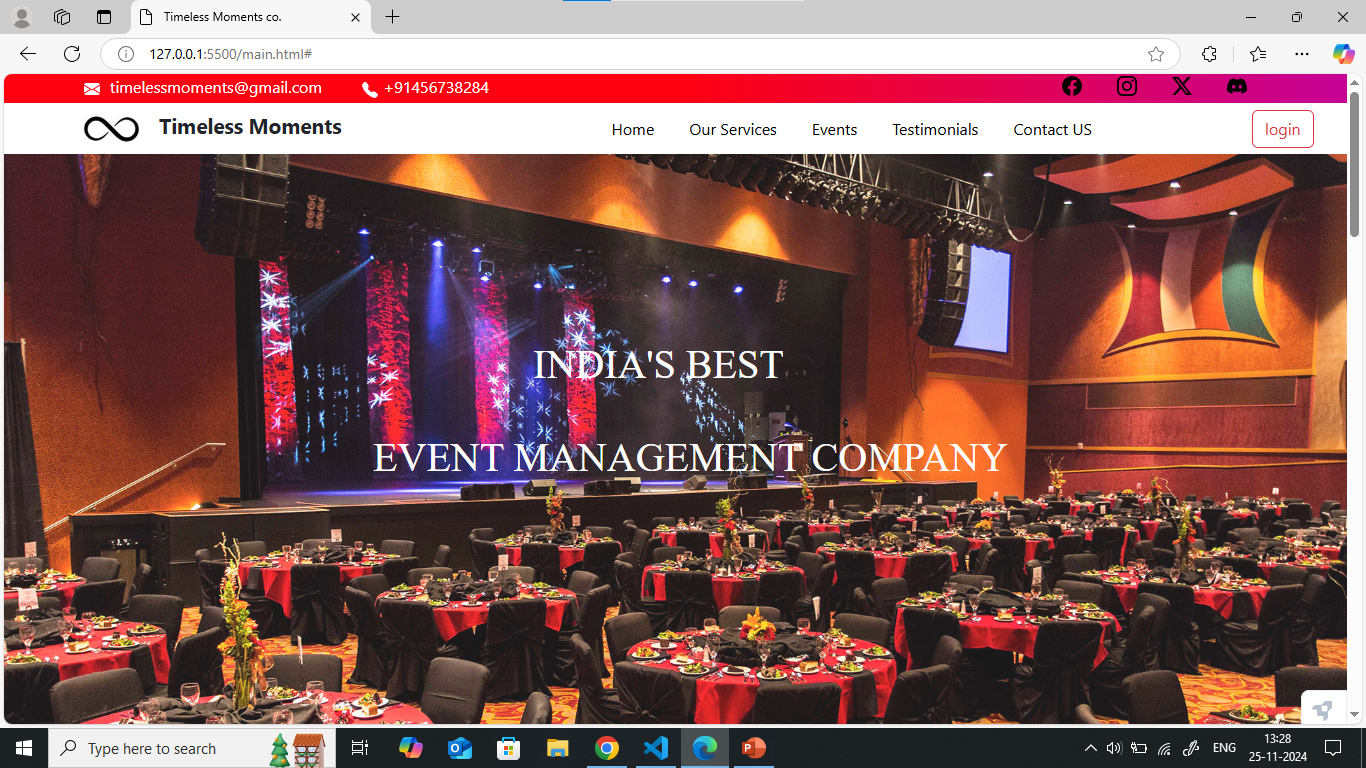 Timeless Moments co.
127.0.0.1:5500/main.html#
timelessmoments@gmail.com +91456738284
Timeless Moments Home Our Services Events Testimonials Contact US login
INDIA'S BEST
EVENT MANAGEMENT COMPANY
Type here to search
ENG 13:28
25-11-2024